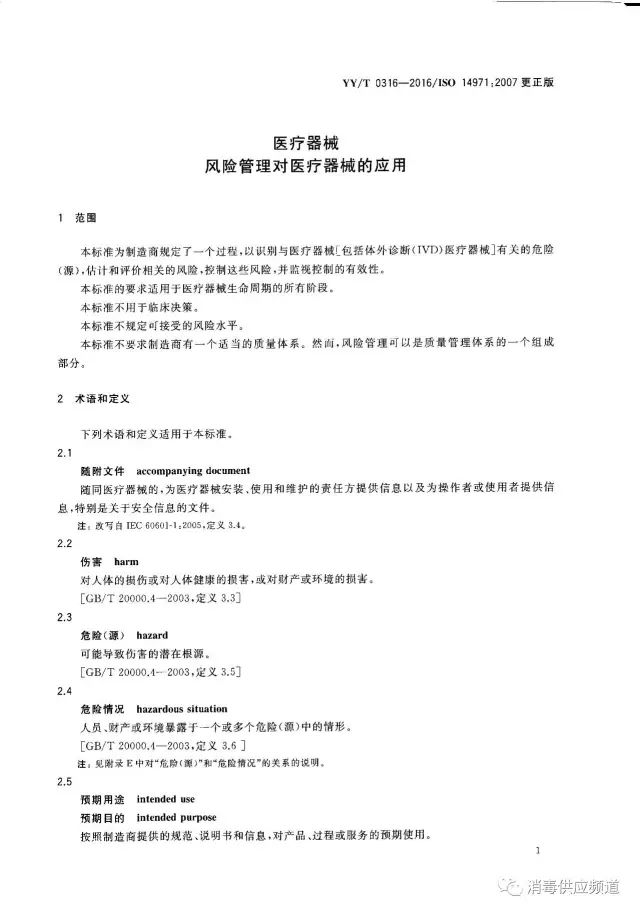 YY/T 0316—2016/ISO 14971:2007 更正版
医疗器械
风险管理对医疗器械的应用
1 范围
本标准为制造商规定了一个过程,以识别与医疗器械[包括体外诊断(IVD)医疗器械]有关的危险
(源),估计和评价相关的风险,控制这些风险,并监视控制的有效性。
本标准的要求适用于医疗器械生命周期的所有阶段。
本标准不用于临床决策。
本标准不规定可接受的风险水平。
本标准不要求制造商有一个适当的质量体系。然而,风险管理可以是质量管理体系的一个组成
部分。
2 术语和定义
下列术语和定义适用于本标准。
2.1
随附文件 accompanying document
随同医疗器械的,为医疗器械安装、使用和维护的责任方提供信息以及为操作者或使用者提供信
息,特别是关于安全信息的文件。
注:改写自 IEC 60601-1:2005,定义 3.4。
2.2
伤害 harm
对人体的损伤或对人体健康的损害,或对财产或环境的损害。
[GB/T 20000.4—2003,定义 3.3]
2.3
危险(源) hazard
可能导致伤害的潜在根源。
[GB/T 20000.4—2003,定义 3.5]
2.4
危险情况 hazardous situation
人员、财产或环境暴露于一个或多个危险(源)中的情形。
[GB/T 20000.4—2003,定义 3.6 ]
注:见附录 E 中对“危险(源)”和“危险情况”的关系的说明。
2.5
预期用途 intended use
预期目的 intended purpose
按照制造商提供的规范、说明书和信息,对产品、过程或服务的预期使用。
1
消毒供应频道